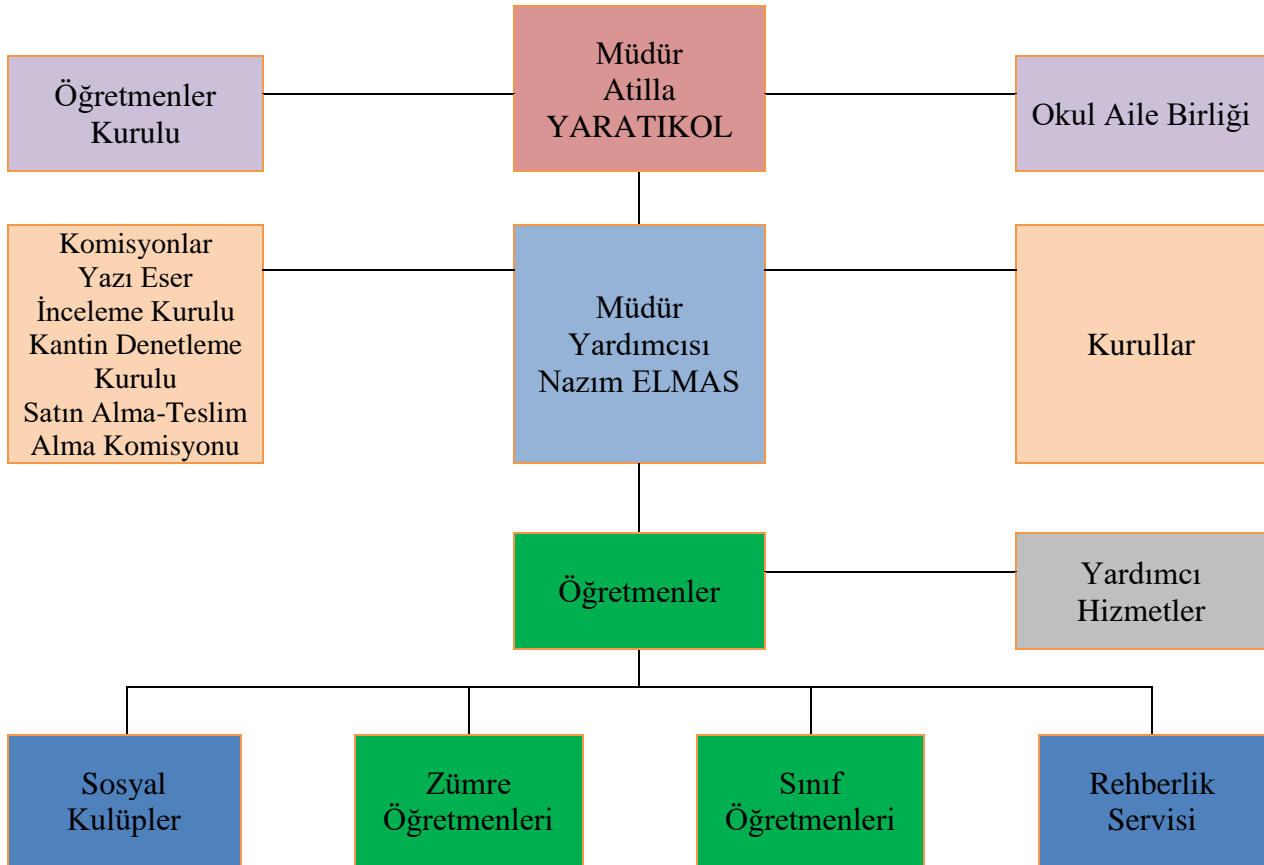 Müdür
Atilla
YARATIKOL
Öğretmenler
Kurulu
Okul Aile Birliği
Komisyonlar
Yazı Eser
İnceleme Kurulu
Kantin Denetleme
Kurulu
Satın Alma-Teslim
Alma Komisyonu
Müdür
Yardımcısı
Nazım ELMAS
Kurullar
Öğretmenler
Yardımcı
Hizmetler
Sosyal
Kulüpler
Zümre
Öğretmenleri
Sınıf
Öğretmenleri
Rehberlik
Servisi